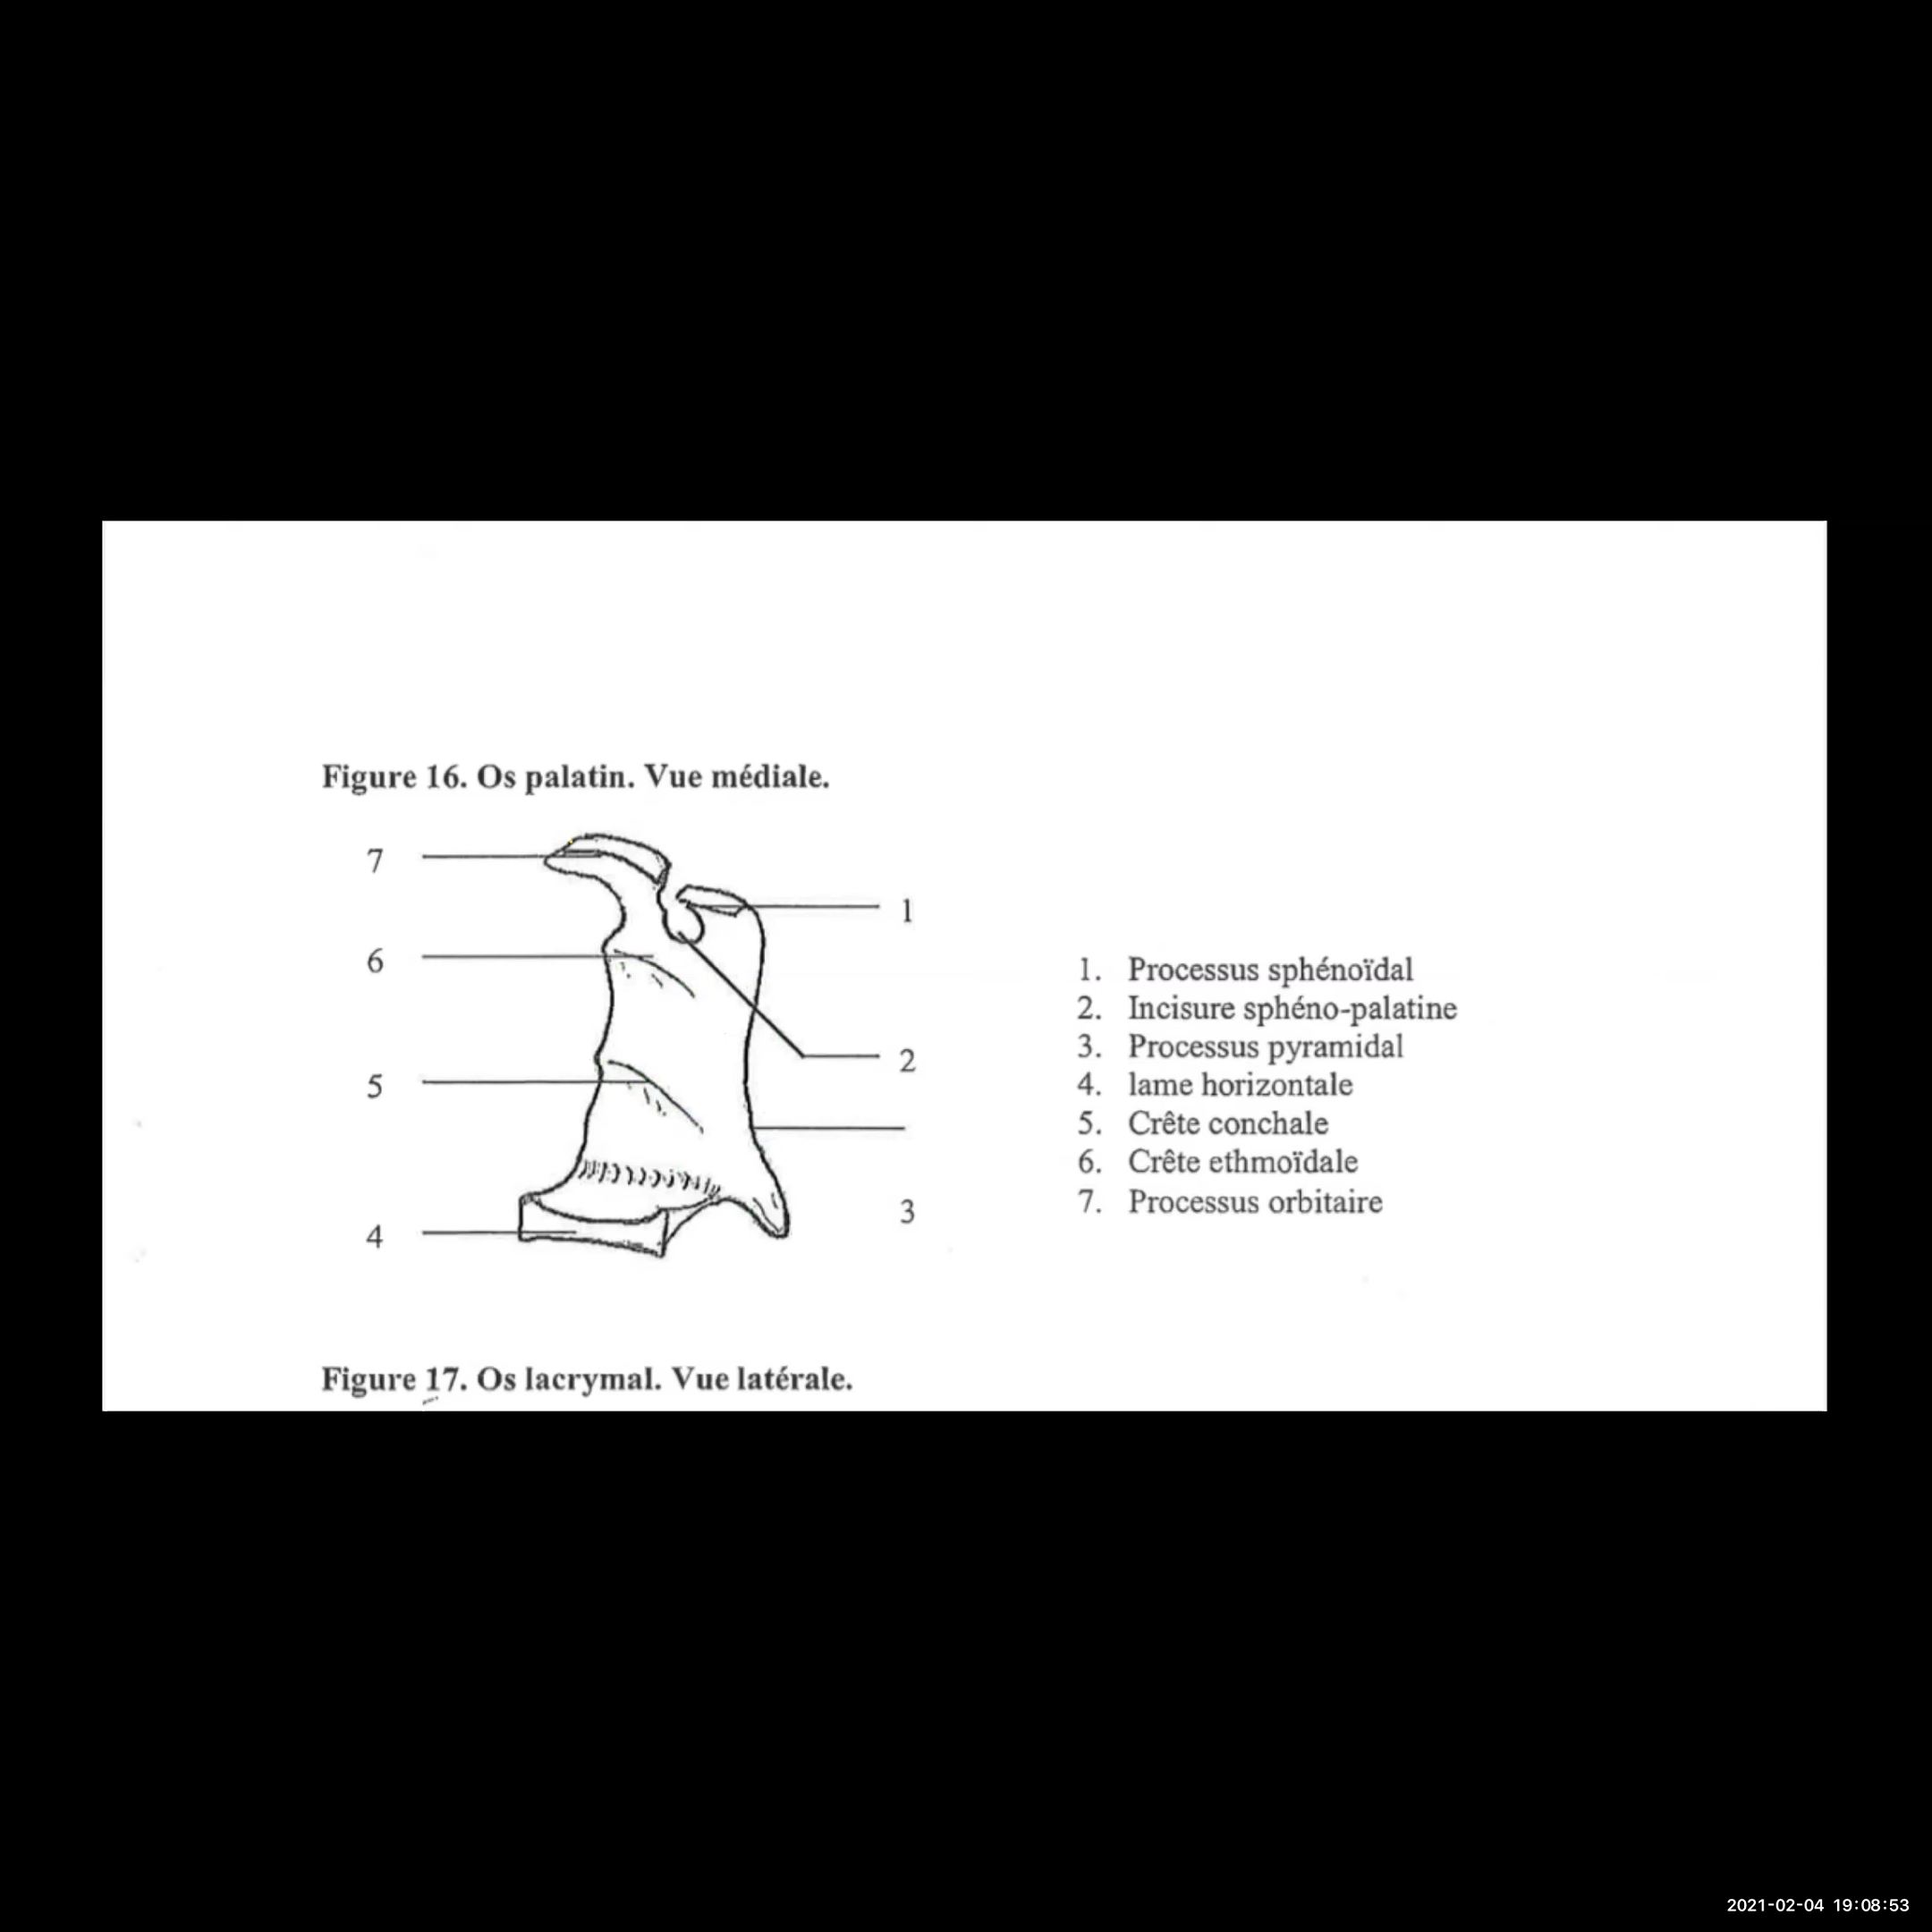 Figure 16. Os palatin. Vue médiale.
7
1
6
2
5
3
4
1. Processus sphénoïdal
2. Incisure sphéno-palatine
3. Processus pyramidal
4. lame horizontale
5. Crête conchale
6. Crête ethmoïdale
7. Processus orbitaire
Figure 17. Os lacrymal. Vue latérale.
2021-02-04 19:08:53